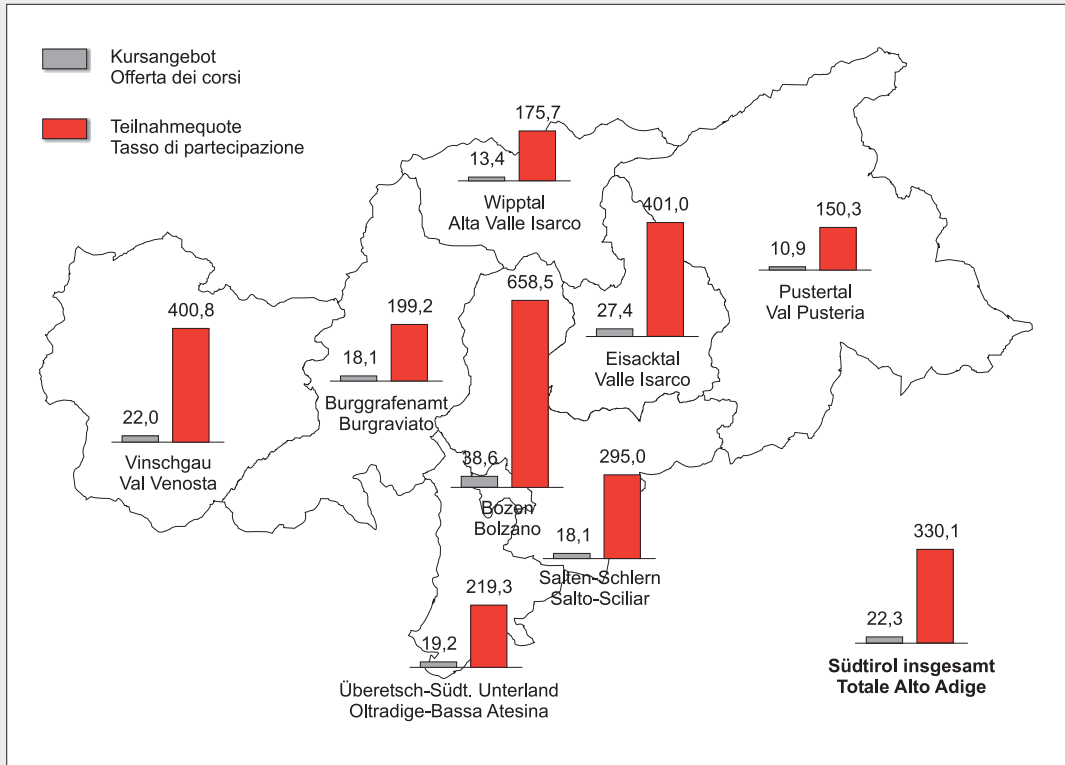 Kursangebot
Offerta dei corsi
Teilnahmequote
Tasso di partecipazione
175,7
13,4
Wipptal
Alta Valle Isarco
401,0
27,4
Eisacktal
Valle Isarco
150,3
10,9
Pustertal
Val Pusteria
400,8
22,0
Vinschgau
Val Venosta
199,2
18,1
Burggrafenamt
Burgraviato
658,5
38,6
Bozen
Bolzano
295,0
18,1
Salten-Schlern
Salto-Sciliar
219,3
19,2
Überetsch-Südt. Unterland
Oltradige-Bassa Atesina
330,1
22,3
Südtirol insgesamt
Totale Alto Adige